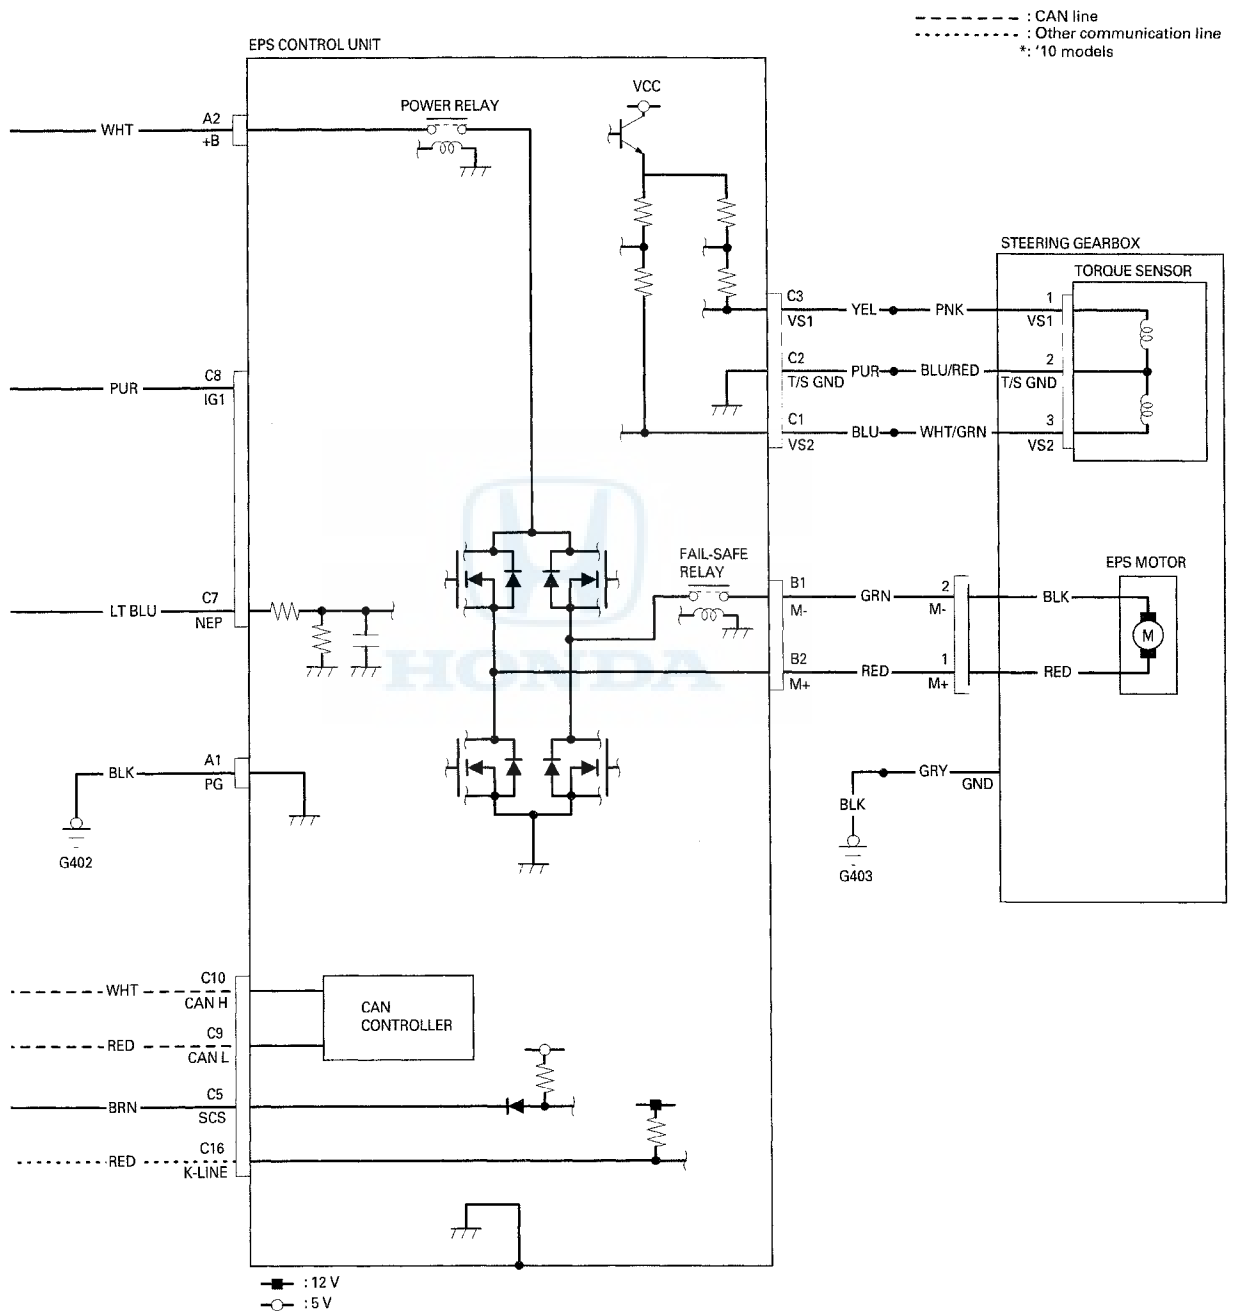 : CAN line
: Other communication line
*: '10 models
EPS CONTROL UNIT
VCC
POWER RELAY
WHT
A2
+B
STEERING GEARBOX
TORQUE SENSOR
C3
VS1
YEL
PNK
1
VS1
C2
T/S GND
PUR
BLU/RED
2
T/S GND
PUR
C8
IG1
C1
VS2
BLU
WHT/GRN
3
VS2
FAIL-SAFE
RELAY
EPS MOTOR
B1
M-
GRN
2
M-
BLK
M
LT BLU
C7
NEP
HONDA
B2
M+
RED
1
M+
RED
BLK
A1
PG
G402
GRY
GND
BLK
G403
WHT
C10
CAN H
CAN
CONTROLLER
RED
C9
CAN L
BRN
C5
SCS
RED
C16
K-LINE
: 12 V
: 5 V